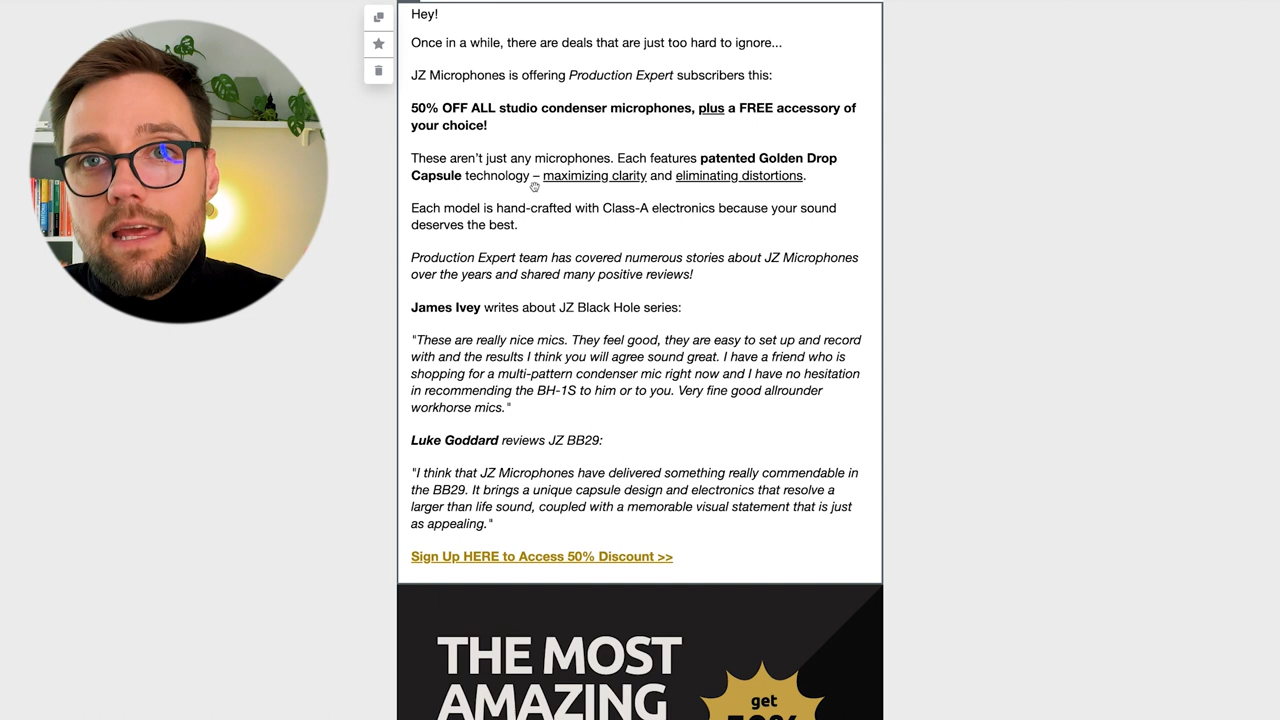 Hey!
Once in a while, there are deals that are just too hard to ignore...
JZ Microphones is offering Production Expert subscribers this:
50% OFF ALL studio condenser microphones, plus a FREE accessory of
your choice!
These aren't just any microphones. Each features patented Golden Drop
Capsule technology – maximizing clarity and eliminating distortions.
Each model is hand-crafted with Class-A electronics because your sound
deserves the best.
Production Expert team has covered numerous stories about JZ Microphones
over the years and shared many positive reviews!
James Ivey writes about JZ Black Hole series:
"These are really nice mics. They feel good, they are easy to set up and record
with and the results I think you will agree sound great. I have a friend who is
shopping for a multi-pattern condenser mic right now and I have no hesitation
in recommending the BH-1S to him or to you. Very fine good allrounder
workhorse mics."
Luke Goddard reviews JZ BB29:
"I think that JZ Microphones have delivered something really commendable in
the BB29. It brings a unique capsule design and electronics that resolve a
larger than life sound, coupled with a memorable visual statement that is just
as appealing."
Sign Up HERE to Access 50% Discount >>
THE MOST
AMAZING
get
50%